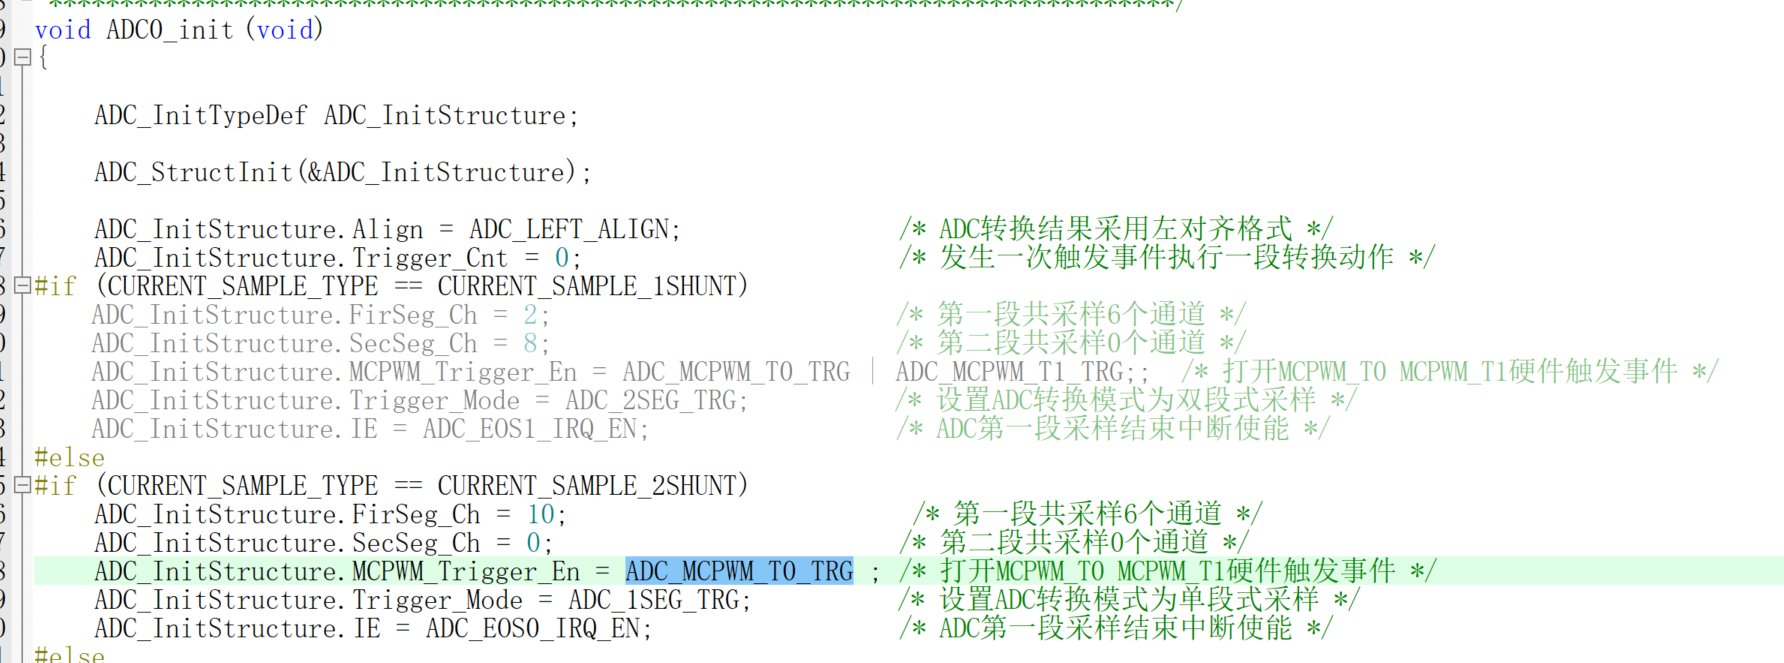 *******************************************************************************/
void ADC0_init (void)
{
ADC_InitTypeDef ADC_InitStructure;
ADC_StructInit(&ADC_InitStructure);
ADC_InitStructure.Align = ADC_LEFT_ALIGN; /* ADC转换结果采用左对齐格式 */
ADC_InitStructure.Trigger_Cnt = 0; /* 发生一次触发事件执行一段转换动作 */
#if (CURRENT_SAMPLE_TYPE == CURRENT_SAMPLE_1SHUNT)
ADC_InitStructure.FirSeg_Ch = 2; /* 第一段共采样6个通道 */
ADC_InitStructure.SecSeg_Ch = 8; /* 第二段共采样0个通道 */
ADC_InitStructure.MCPWM_Trigger_En = ADC_MCPWM_T0_TRG | ADC_MCPWM_T1_TRG;; /* 打开MCPWM_T0 MCPWM_T1硬件触发事件 */
ADC_InitStructure.Trigger_Mode = ADC_2SEG_TRG; /* 设置ADC转换模式为双段式采样 */
ADC_InitStructure.IE = ADC_EOS1_IRQ_EN; /* ADC第一段采样结束中断使能 */
#else
#if (CURRENT_SAMPLE_TYPE == CURRENT_SAMPLE_2SHUNT)
ADC_InitStructure.FirSeg_Ch = 10; /* 第一段共采样6个通道 */
ADC_InitStructure.SecSeg_Ch = 0; /* 第二段共采样0个通道 */
ADC_InitStructure.MCPWM_Trigger_En = ADC_MCPWM_T0_TRG ; /* 打开MCPWM_T0 MCPWM_T1硬件触发事件 */
ADC_InitStructure.Trigger_Mode = ADC_1SEG_TRG; /* 设置ADC转换模式为单段式采样 */
ADC_InitStructure.IE = ADC_EOS0_IRQ_EN; /* ADC第一段采样结束中断使能 */
#else